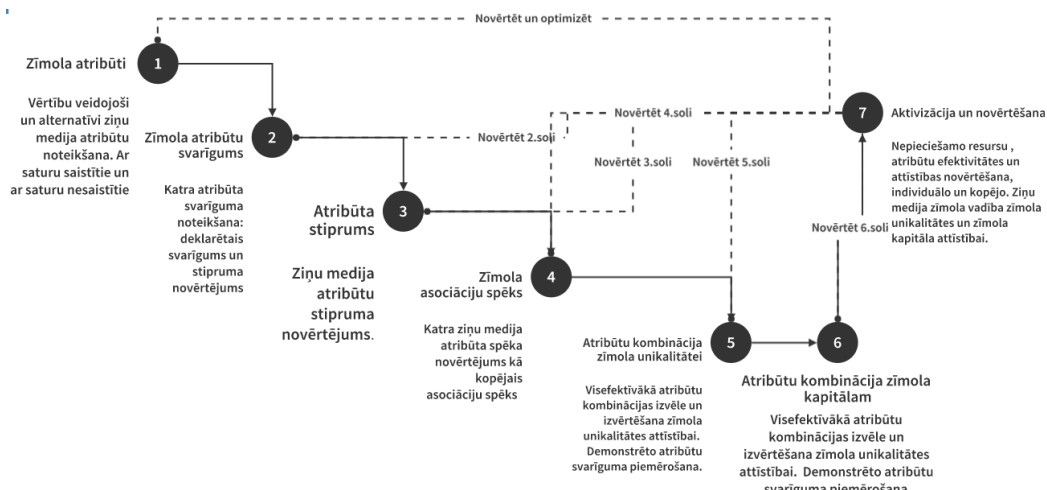 Novērtēt un optimizēt
Zīmola atribūti
1
Vērtību veidojoši
un alternatīvi ziņu
medija atribūtu
noteikšana. Ar
saturu saistītie un
ar saturu nesaistītie
Zīmola atribūtu
svarīgums
2
Katra atribūta
svarīguma
noteikšana:
deklarētais
svarīgums un
stipruma
novērtējums
Novērtēt 2.soli
Atribūta
stiprums
3
Ziņu medija
atribūtu
stipruma
novērtējums.
Novērtēt 3.soli
Zīmola
asociāciju spēks
4
Katra ziņu medija
atribūta spēka
novērtējums kā
kopējais
asociāciju spēks
Novērtēt 4.soli
Atribūtu kombinācija
zīmola unikalitātei
5
Visefektīvākā atribūtu
kombinācijas izvēle un
izvērtēšana zīmola
unikalitātes attīstībai.
Demonstrēto atribūtu
svarīguma piemērošana.
Novērtēt 5.soli
6
Atribūtu kombinācija zīmola
kapitālam
Visefektīvākā atribūtu
kombinācijas izvēle un
izvērtēšana zīmola unikalitātes
attīstībai. Demonstrēto atribūtu
svarīguma piemērošana
Novērtēt 6.soli
7
Aktivizācija un novērtēšana
Nepieciešamo resursu ,
atribūtu efektivitātes un
attīstības novērtēšana,
individuālo un kopējo. Ziņu
medija zīmola vadība zīmola
unikalitātes un zīmola
kapitāla attīstībai.